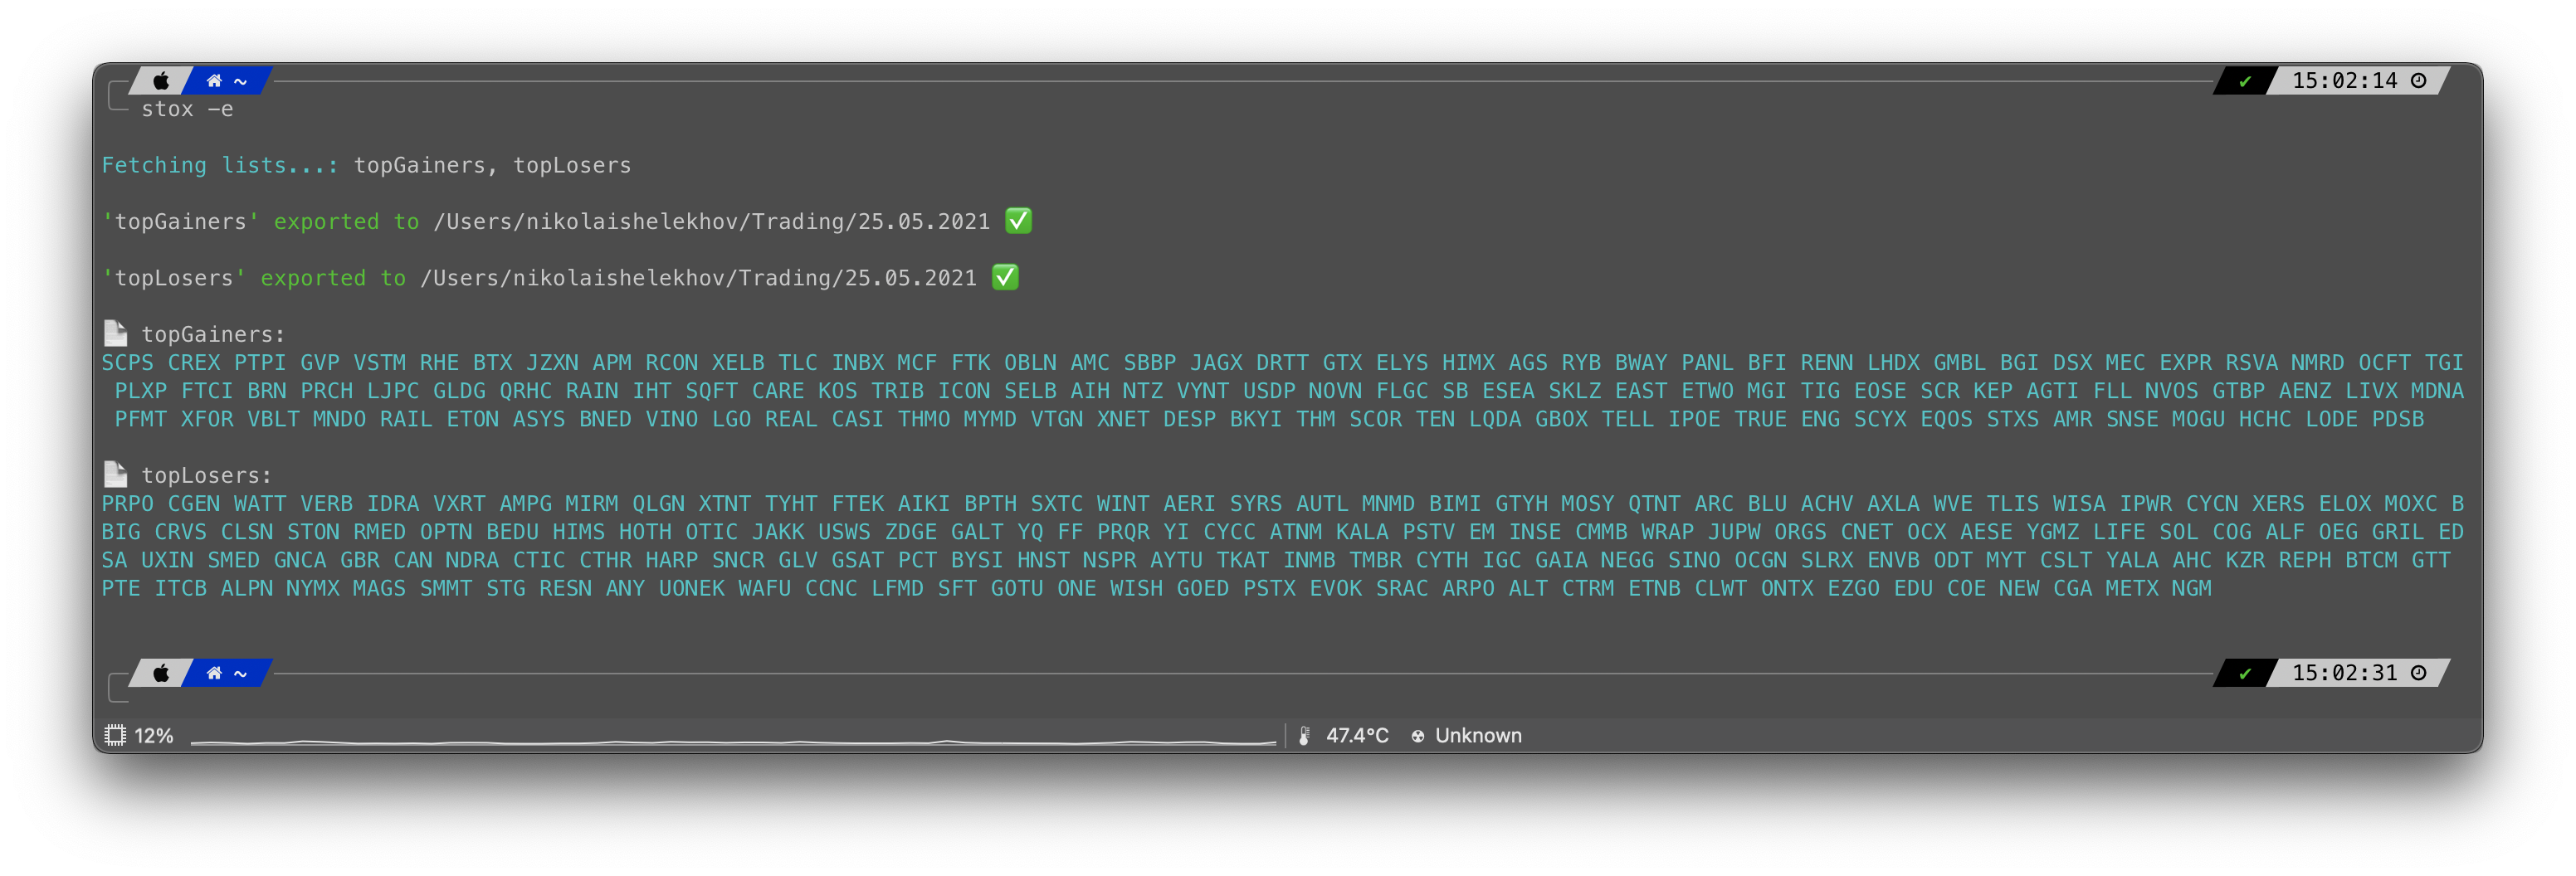 ~ 15:02:14
stox -e
Fetching lists...: topGainers, topLosers
'topGainers' exported to /Users/nikolaishelekhov/Trading/25.05.2021
'topLosers' exported to /Users/nikolaishelekhov/Trading/25.05.2021
topGainers:
SCPS CREX PTPI GVP VSTM RHE BTX JZXN APM RCON XELB TLC INBX MCF FTK OBLN AMC SBBP JAGX DRTT GTX ELYS HIMX AGS RYB BWAY PANL BFI RENN LHDX GMBL BGI DSX MEC EXPR RSVA NMRD OCFT TGI
PLXP FTCI BRN PRCH LJPC GLDG QRHC RAIN IHT SQFT CARE KOS TRIB ICON SELB AIH NTZ VYNT USDP NOVN FLGC SB ESEA SKLZ EAST ETWO MGI TIG EOSE SCR KEP AGTI FLL NVOS GTBP AENZ LIVX MDNA
PFMT XFOR VBLT MNDO RAIL ETON ASYS BNED VINO LGO REAL CASI THMO MYMD VTGN XNET DESP BKYI THM SCOR TEN LQDA GBOX TELL IPOE TRUE ENG SCYX EQOS STXS AMR SNSE MOGU HCHC LODE PDSB
topLosers:
PRPO CGEN WATT VERB IDRA VXRT AMPG MIRM QLGN XTNT TYHT FTEK AIKI BPTH SXTC WINT AERI SYRS AUTL MNMD BIMI GTYH MOSY QTNT ARC BLU ACHV AXLA WVE TLIS WISA IPWR CYCN XERS ELOX MOXC B
BIG CRVS CLSN STON RMED OPTN BEDU HIMS HOTH OTIC JAKK USWS ZDGE GALT YQ FF PRQR YI CYCC ATNM KALA PSTV EM INSE CMMB WRAP JUPW ORGS CNET OCX AESE YGMZ LIFE SOL COG ALF OEG GRIL ED
SA UXIN SMED GNCA GBR CAN NDRA CTIC CTHR HARP SNCR GLV GSAT PCT BYSI HNST NSPR AYTU TKAT INMB TMBR CYTH IGC GAIA NEGG SINO OCGN SLRX ENVB ODT MYT CSLT YALA AHC KZR REPH BTCM GTT
PTE ITCB ALPN NYMX MAGS SMMT STG RESN ANY UONEK WAFU CCNC LFMD SFT GOTU ONE WISH GOED PSTX EVOK SRAC ARPO ALT CTRM ETNB CLWT ONTX EZGO EDU COE NEW CGA METX NGM
~ 15:02:31
12% 47.4°C Unknown